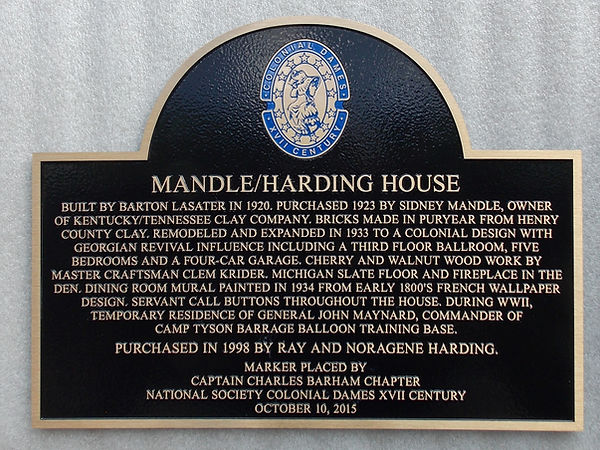 COLONIAL DAMES
XVII CENTURY
MANDLE/HARDING HOUSE
BUILT BY BARTON LASATER IN 1920. PURCHASED 1923 BY SIDNEY MANDLE, OWNER
OF KENTUCKY/TENNESSEE CLAY COMPANY. BRICKS MADE IN PURYEAR FROM HENRY
COUNTY CLAY. REMODELED AND EXPANDED IN 1933 TO A COLONIAL DESIGN WITH
GEORGIAN REVIVAL INFLUENCE INCLUDING A THIRD FLOOR BALLROOM, FIVE
BEDROOMS AND A FOUR-CAR GARAGE. CHERRY AND WALNUT WOOD WORK BY
MASTER CRAFTSMAN CLEM KRIDER. MICHIGAN SLATE FLOOR AND FIREPLACE IN THE
DEN. DINING ROOM MURAL PAINTED IN 1934 FROM EARLY 1800'S FRENCH WALLPAPER
DESIGN. SERVANT CALL BUTTONS THROUGHOUT THE HOUSE. DURING WWII,
TEMPORARY RESIDENCE OF GENERAL JOHN MAYNARD, COMMANDER OF
CAMP TYSON BARRAGE BALLOON TRAINING BASE.
PURCHASED IN 1998 BY RAY AND NORAGENE HARDING.
MARKER PLACED BY
CAPTAIN CHARLES BARHAM CHAPTER
NATIONAL SOCIETY COLONIAL DAMES XVII CENTURY
OCTOBER 10, 2015